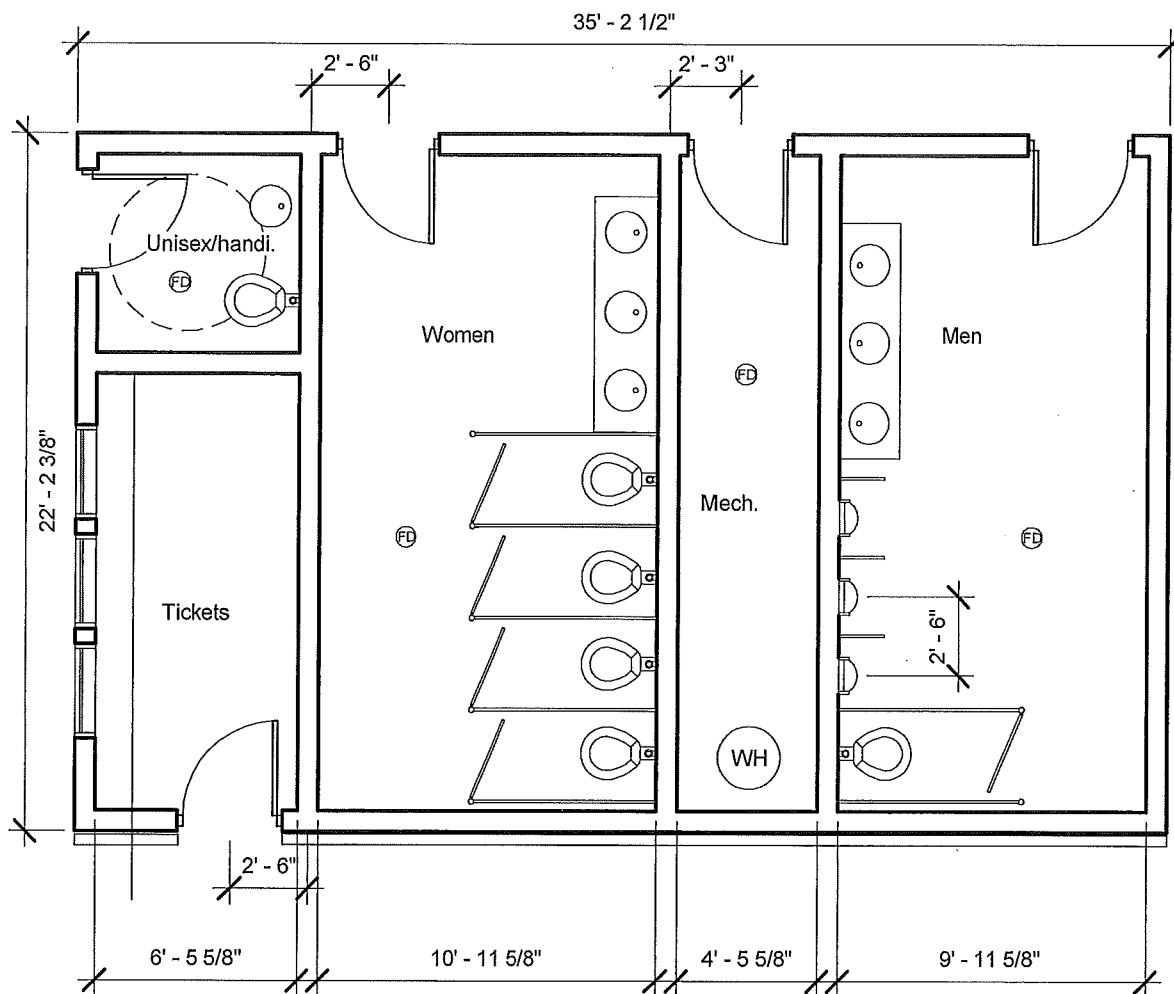 35' - 2 1/2"
2' - 6"
2' - 3"
Unisex/handi.
FD
Women
Men
FD
22' - 2 3/8"
Mech.
FD
FD
Tickets
2' - 6"
WH
2' - 6"
6' - 5 5/8"
10' - 11 5/8"
4' - 5 5/8"
9' - 11 5/8"